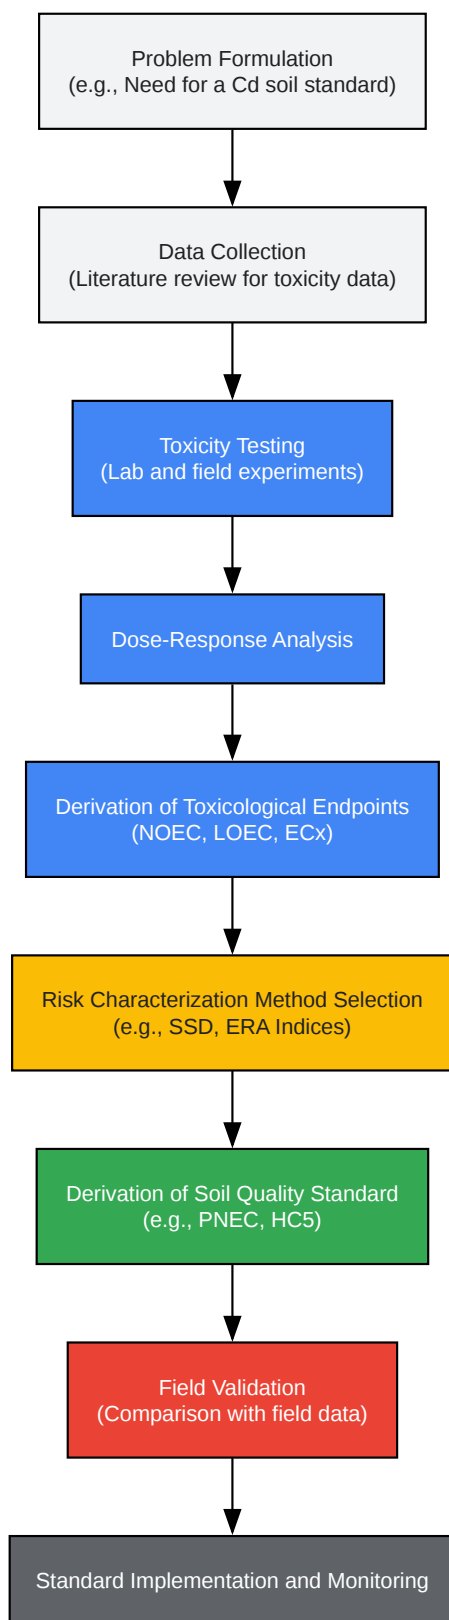 Problem Formulation
(e.g., Need for a Cd soil standard)
Data Collection
(Literature review for toxicity data)
Toxicity Testing
(Lab and field experiments)
Dose-Response Analysis
Derivation of Toxicological Endpoints
(NOEC, LOEC, ECx)
Risk Characterization Method Selection
(e.g., SSD, ERA Indices)
Derivation of Soil Quality Standard
(e.g., PNEC, HC5)
Field Validation
(Comparison with field data)
Standard Implementation and Monitoring